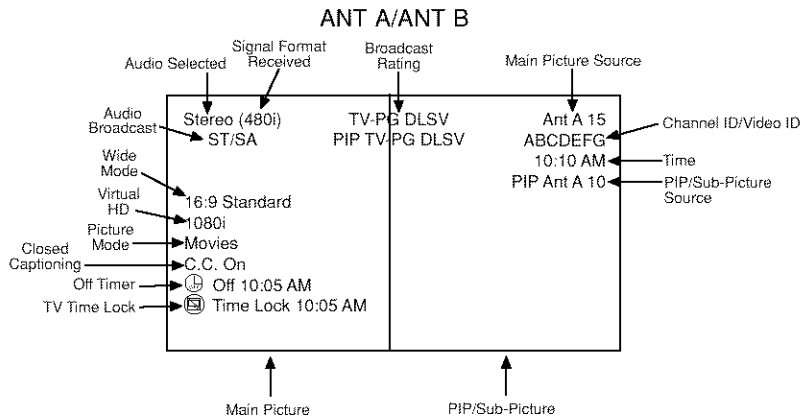 ANT A/ANT B
Audio Selected
Signal Format
Received
Broadcast
Rating
Main Picture Source
Audio
Broadcast
Stereo (480i)
TV-PG DLSV
Ant A 15
ST/SA
PIP TV-PG DLSV
ABCDEFG
Channel ID/Video ID
10:10 AM
Time
PIP Ant A 10
PIP/Sub-Picture
Source
Wide
Mode
16:9 Standard
Virtual
HD
1080i
Picture
Mode
Movies
Closed
Captioning
C.C. On
Off Timer
Off 10:05 AM
TV Time Lock
Time Lock 10:05 AM
Main Picture
PIP/Sub-Picture